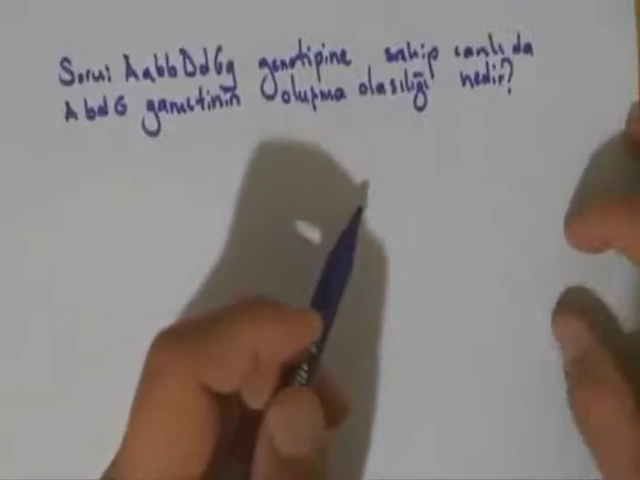 Soru: AabbDdGg genotipine sahip canlıda
AbdG gametinin oluşma olasılığı nedir?